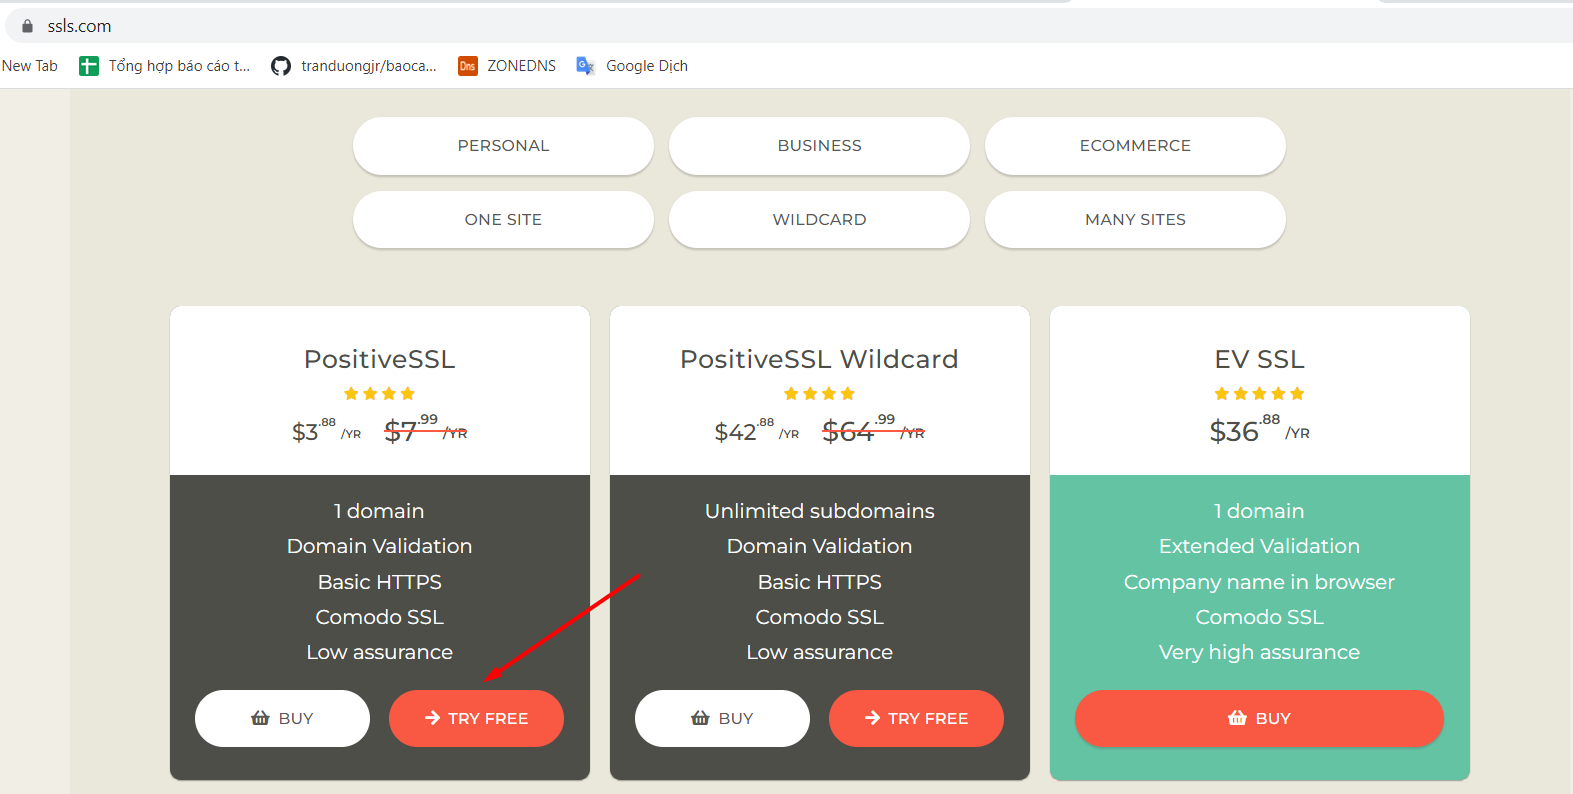 ssls.com
New Tab
Tổng hợp báo cáo t...
tranduongjr/baoca...
Dns
ZONEDNS
G
Google Dịch
PERSONAL
BUSINESS
ECOMMERCE
ONE SITE
WILDCARD
MANY SITES
PositiveSSL
$3.88 /YR $7.99 /YR
1 domain
Domain Validation
Basic HTTPS
Comodo SSL
Low assurance
BUY
TRY FREE
PositiveSSL Wildcard
$42.88 /YR $64.99 /YR
Unlimited subdomains
Domain Validation
Basic HTTPS
Comodo SSL
Low assurance
BUY
TRY FREE
EV SSL
$36.88 /YR
1 domain
Extended Validation
Company name in browser
Comodo SSL
Very high assurance
BUY